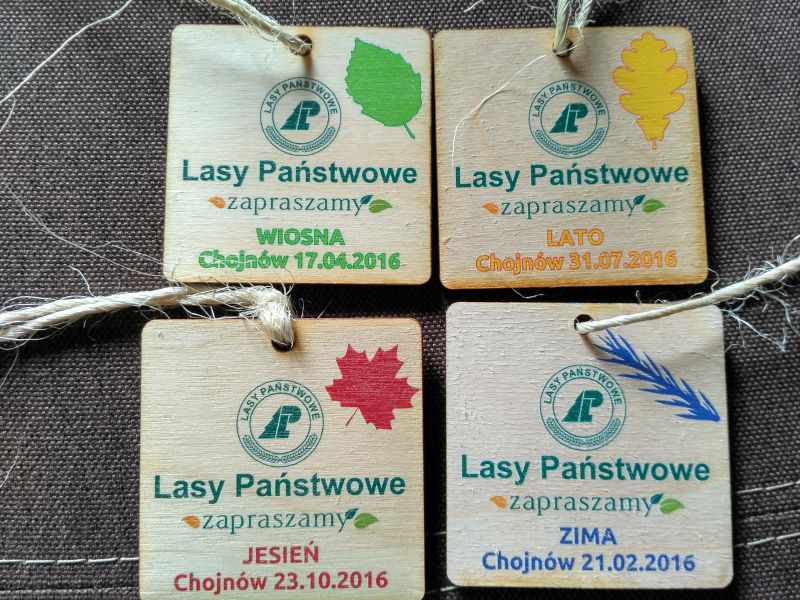 LASY PAŃSTWOWE
Lasy Państwowe
zapraszamy
WIOSNA
Chojnów 17.04.2016
LASY PAŃSTWOWE
Lasy Państwowe
zapraszamy
LATO
Chojnów 31.07.2016
LASY PAŃSTWOWE
Lasy Państwowe
zapraszamy
JESIEŃ
Chojnów 23.10.2016
LASY PAŃSTWOWE
Lasy Państwowe
zapraszamy
ZIMA
Chojnów 21.02.2016